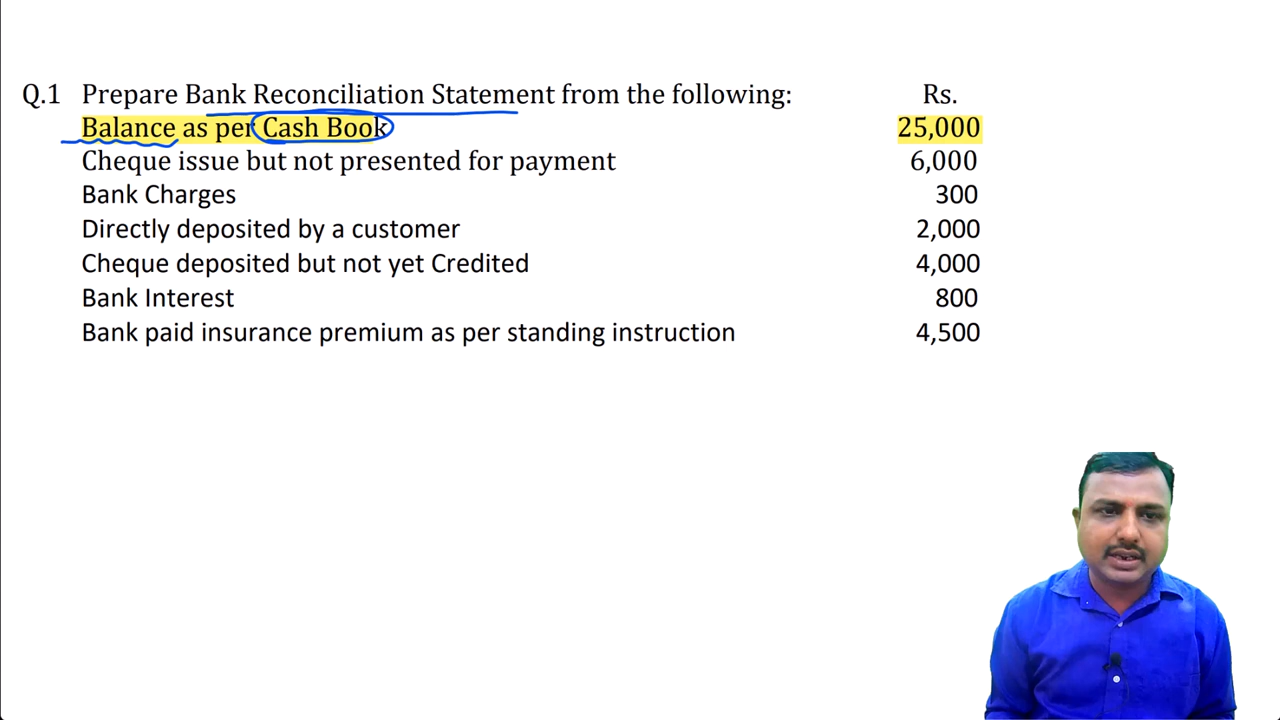 Q.1 Prepare Bank Reconciliation Statement from the following: Rs.
Balance as per Cash Book 25,000
Cheque issue but not presented for payment 6,000
Bank Charges 300
Directly deposited by a customer 2,000
Cheque deposited but not yet Credited 4,000
Bank Interest 800
Bank paid insurance premium as per standing instruction 4,500